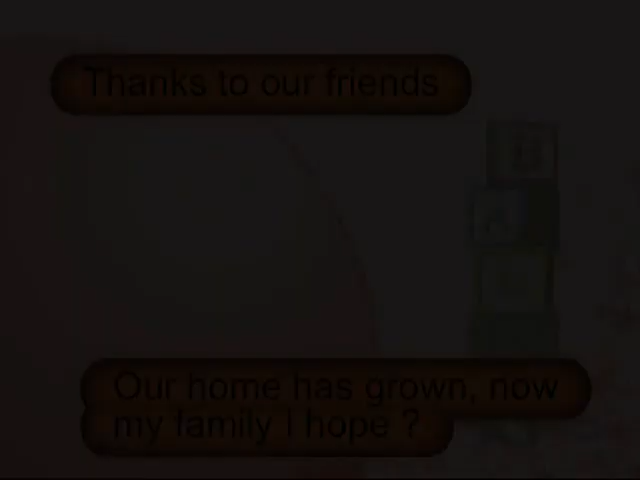 Thanks to our friends
Our home has grown, now
my family I hope ?